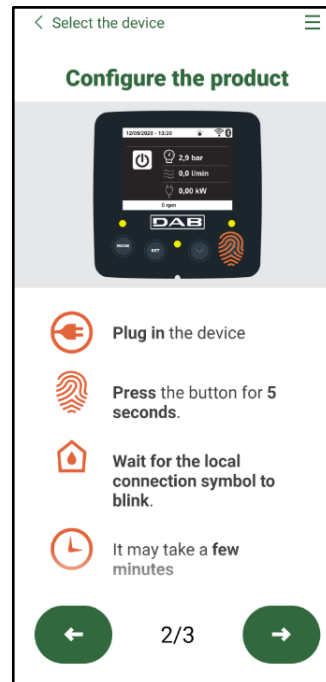 < Select the device
Configure the product
12/05/2020 - 13:30
2,9 bar
0,0 l/min
0,00 kW
0 rpm
DAB
MODE
SET
Plug in the device
Press the button for 5
seconds.
Wait for the local
connection symbol to
blink.
It may take a few
minutes
2/3